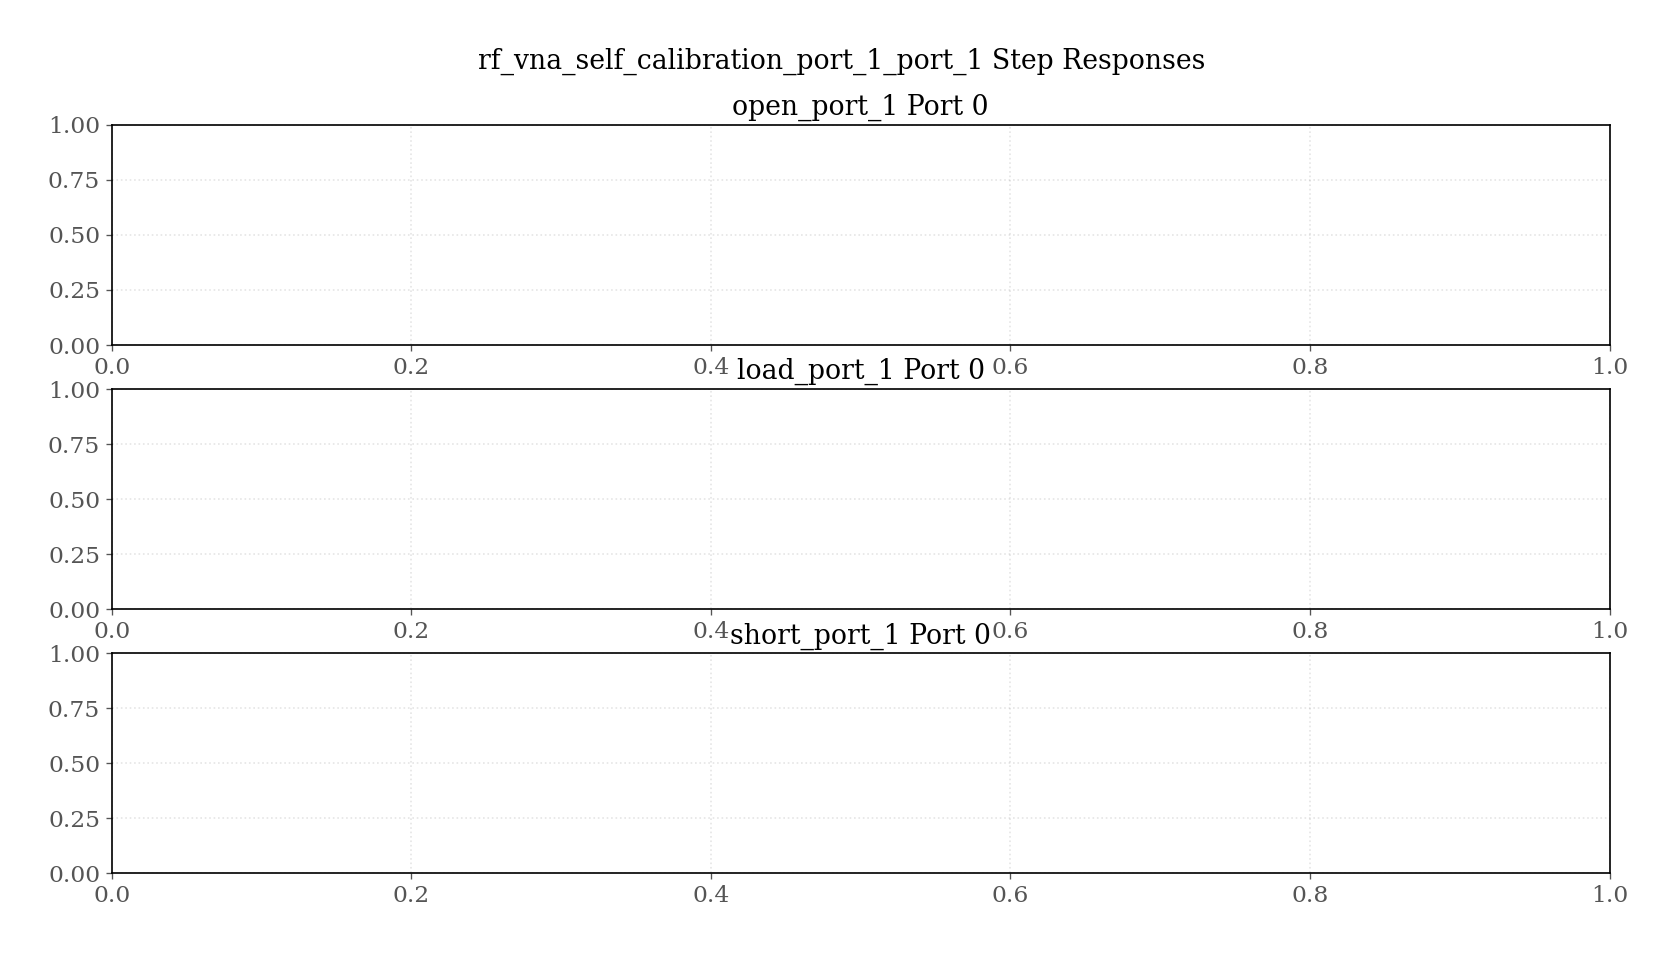 rf_vna_self_calibration_port_1_port_1 Step Responses
open_port_1 Port 0
1.00
0.75
0.50
0.25
0.00
0.0 0.2 0.4 0.6 0.8 1.0
load_port_1 Port 0
1.00
0.75
0.50
0.25
0.00
0.0 0.2 0.4 0.6 0.8 1.0
short_port_1 Port 0
1.00
0.75
0.50
0.25
0.00
0.0 0.2 0.4 0.6 0.8 1.0